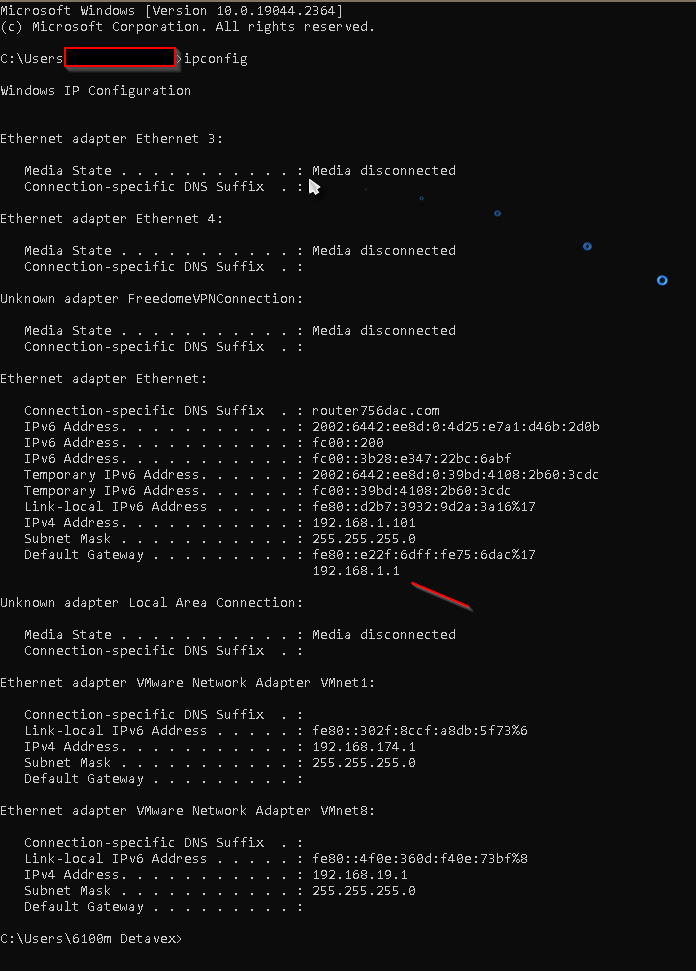 Microsoft Windows [Version 10.0.19044.2364]
(c) Microsoft Corporation. All rights reserved.
C:\Users >ipconfig
Windows IP Configuration
Ethernet adapter Ethernet 3:
Media State . . . . . . . . . . . : Media disconnected
Connection-specific DNS Suffix  . :
Ethernet adapter Ethernet 4:
Media State . . . . . . . . . . . : Media disconnected
Connection-specific DNS Suffix  . :
Unknown adapter FreedomeVPNConnection:
Media State . . . . . . . . . . . : Media disconnected
Connection-specific DNS Suffix  . :
Ethernet adapter Ethernet:
Connection-specific DNS Suffix  . : router756dac.com
IPv6 Address. . . . . . . . . . . : 2002:6442:ee8d:0:4d25:e7a1:d46b:2d0b
IPv6 Address. . . . . . . . . . . : fc00::200
IPv6 Address. . . . . . . . . . . : fc00::3b28:e347:22bc:6abf
Temporary IPv6 Address. . . . . . : 2002:6442:ee8d:0:39bd:4108:2b60:3cdc
Temporary IPv6 Address. . . . . . : fc00::39bd:4108:2b60:3cdc
Link-local IPv6 Address . . . . . : fe80::d2b7:3932:9d2a:3a16%17
IPv4 Address. . . . . . . . . . . : 192.168.1.101
Subnet Mask . . . . . . . . . . . : 255.255.255.0
Default Gateway . . . . . . . . . : fe80::e22f:6dff:fe75:6dac%17
192.168.1.1
Unknown adapter Local Area Connection:
Media State . . . . . . . . . . . : Media disconnected
Connection-specific DNS Suffix  . :
Ethernet adapter VMware Network Adapter VMnet1:
Connection-specific DNS Suffix  . :
Link-local IPv6 Address . . . . . : fe80::302f:8ccf:a8db:5f73%6
IPv4 Address. . . . . . . . . . . : 192.168.174.1
Subnet Mask . . . . . . . . . . . : 255.255.255.0
Default Gateway . . . . . . . . . :
Ethernet adapter VMware Network Adapter VMnet8:
Connection-specific DNS Suffix  . :
Link-local IPv6 Address . . . . . : fe80::4f0e:360d:f40e:73bf%8
IPv4 Address. . . . . . . . . . . : 192.168.19.1
Subnet Mask . . . . . . . . . . . : 255.255.255.0
Default Gateway . . . . . . . . . :
C:\Users\6100m Detavex>